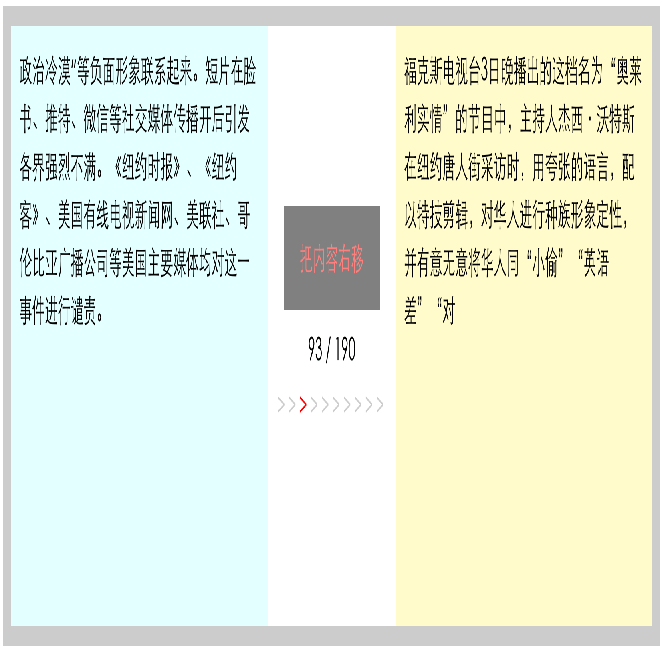 政治冷漠”等负面形象联系起来。短片在脸
书、推特、微信等社交媒体传播开后引发
各界强烈不满。《纽约时报》、《纽约
客》、美国有线电视新闻网、美联社、哥
伦比亚广播公司等美国主要媒体均对这一
事件进行谴责。
把内容右移
93 / 190
福克斯电视台3日晚播出的这档名为“奥莱
利实情”的节目中，主持人杰西·沃特斯
在纽约唐人街采访时，用夸张的语言，配
以特技剪辑，对华人进行种族形象定性，
并有意无意将华人同“小偷”“英语
差”“对